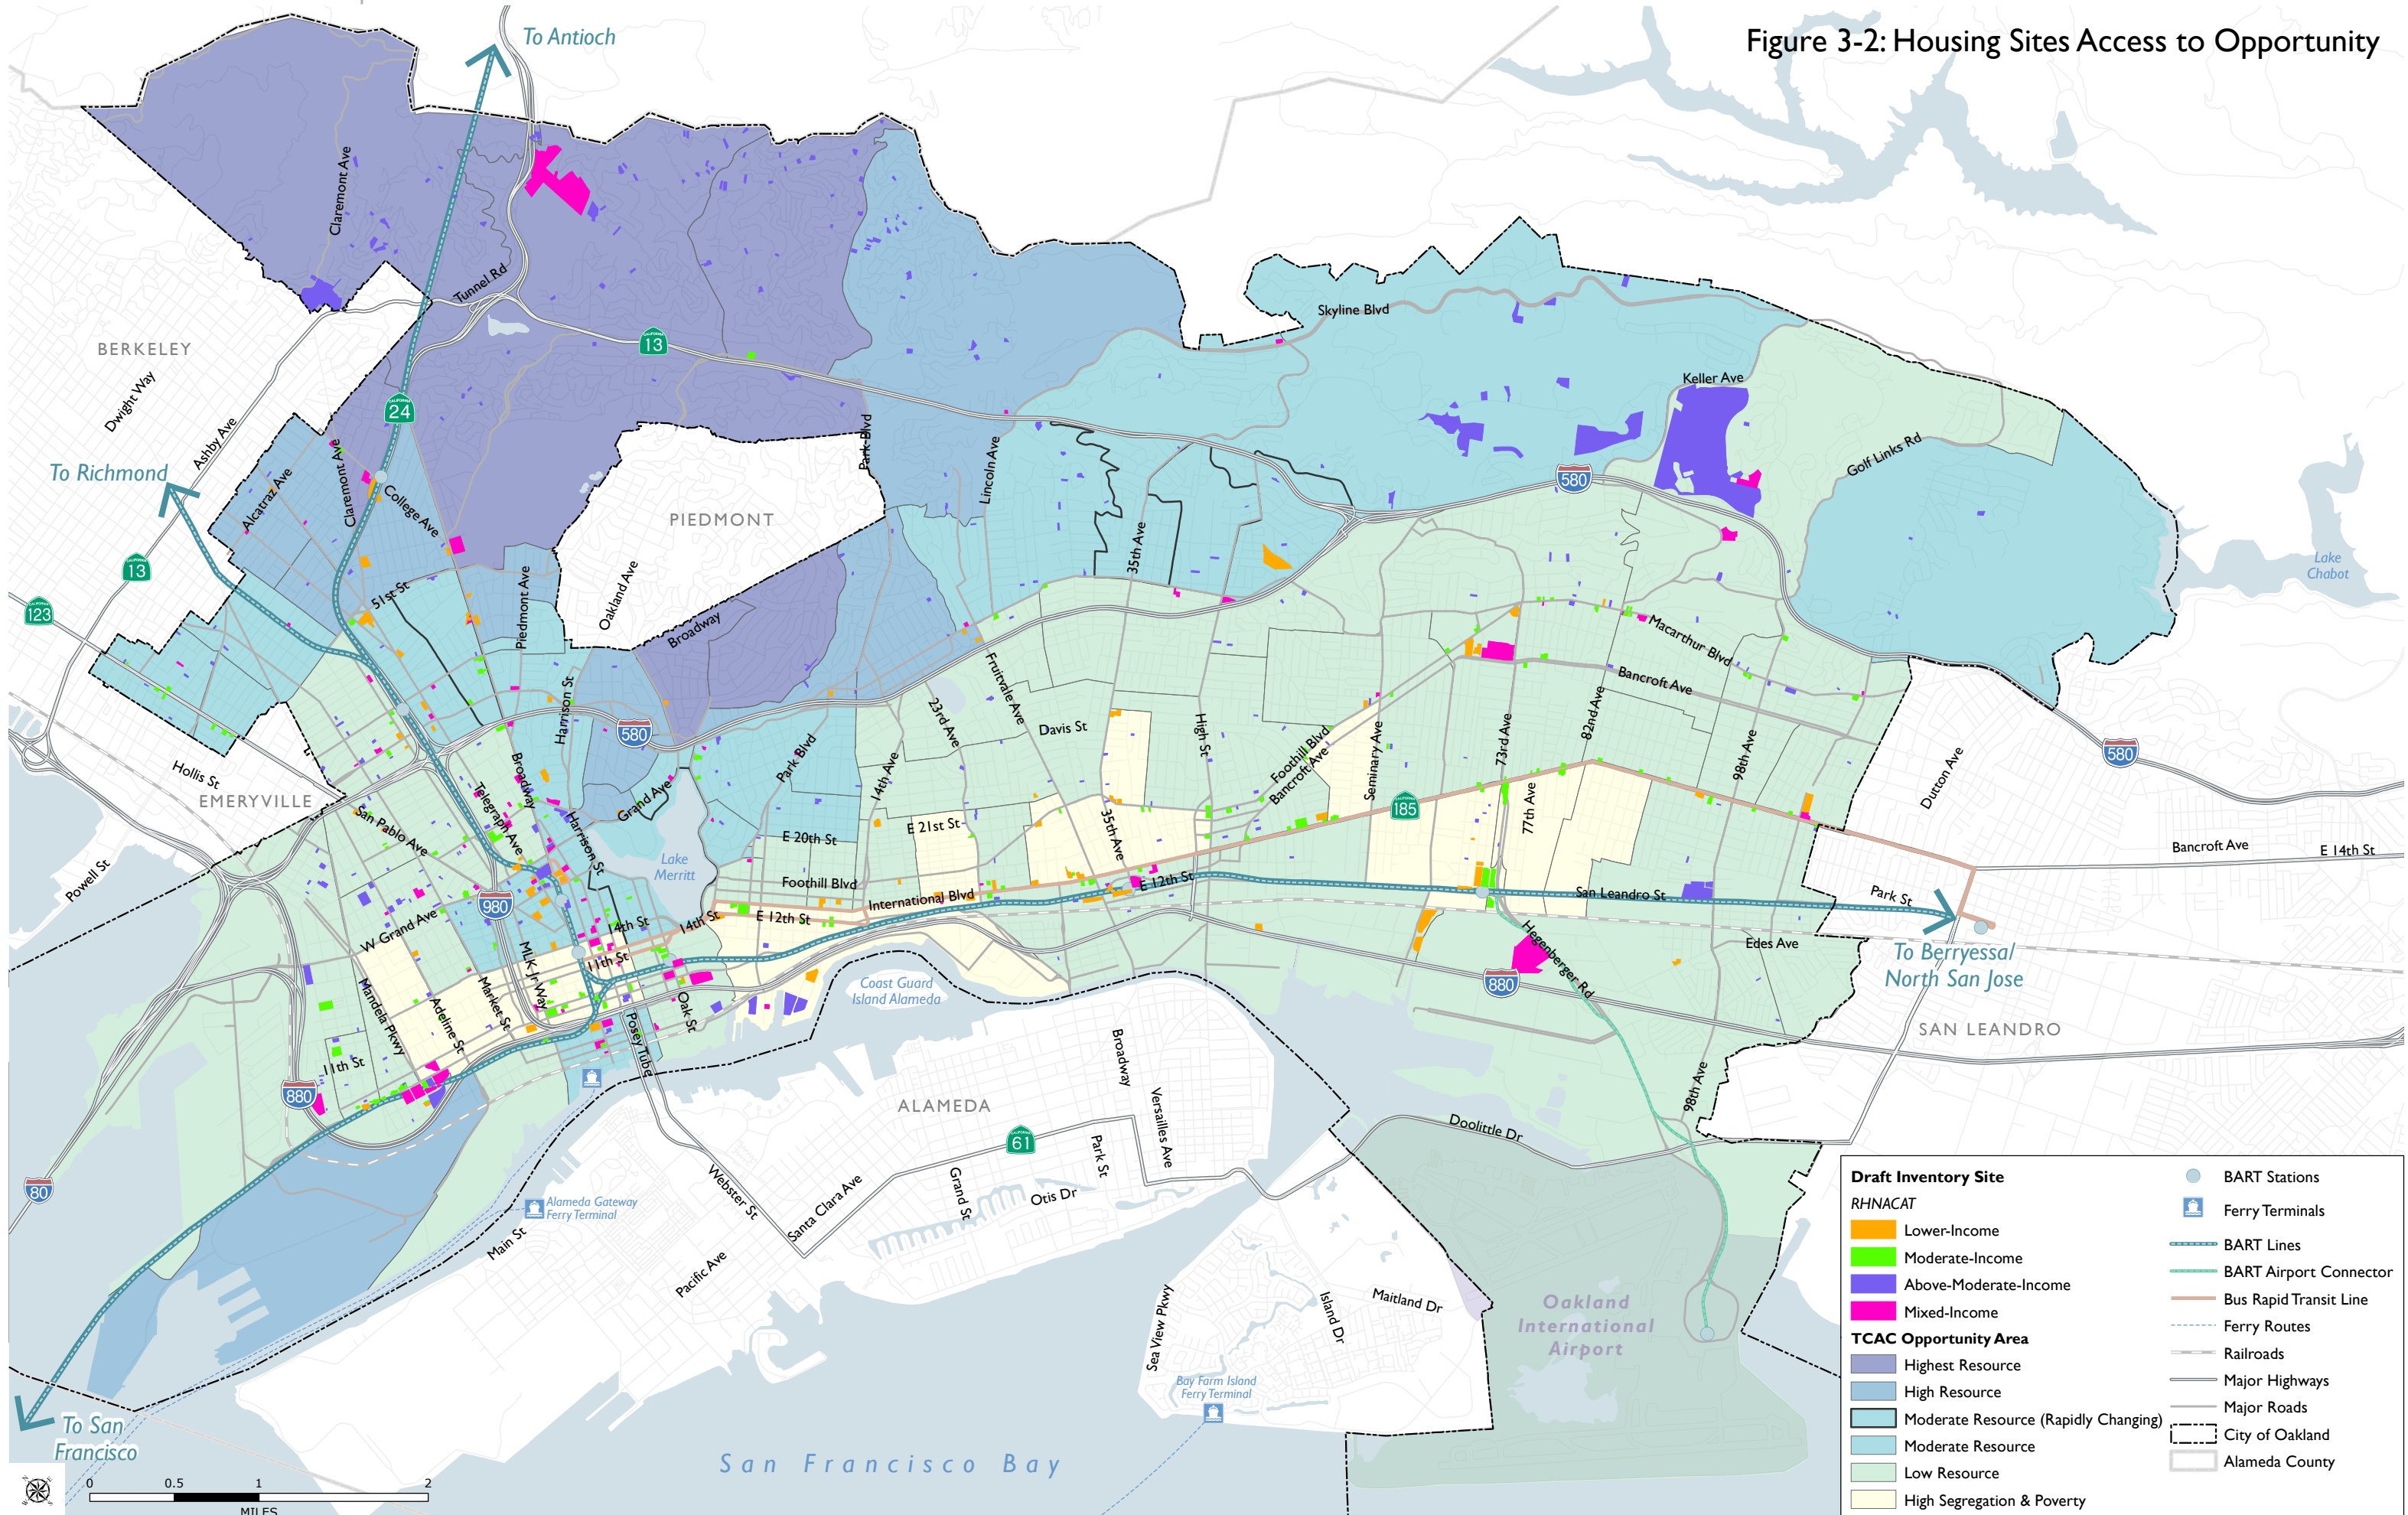 Figure 3-2: Housing Sites Access to Opportunity
To Antioch
Claremont Ave
Tunnel Rd
BERKELEY
Dwight Way
Ashby Ave
13
24
Skyline Blvd
Keller Ave
Golf Links Rd
To Richmond
Alcatraz Ave
Claremont Ave
College Ave
PIEDMONT
Park Blvd
Lincoln Ave
35th Ave
580
Lake
Chabot
13
123
51st St
Piedmont Ave
Oakland Ave
Broadway
Harrison St
580
Fruitvale Ave
23rd Ave
Davis St
High St
Macarthur Blvd
Bancroft Ave
82nd Ave
73rd Ave
98th Ave
Foothill Blvd
Bancroft Ave
Seminary Ave
185
77th Ave
Dutton Ave
580
Hollis St
EMERYVILLE
San Pablo Ave
Telegraph Ave
Broadway
Harrison St
Grand Ave
Park Blvd
14th Ave
E 20th St
E 21st St
35th Ave
Lake
Merritt
Foothill Blvd
International Blvd
E 12th St
E 12th St
San Leandro St
Park St
Bancroft Ave
E 14th St
Powell St
980
W Grand Ave
14th St
14th St
11th St
MLK Jr Way
Market St
Adeline St
Mandela Pkwy
11th St
Oak St
Posey Tube
Coast Guard
Island Alameda
Hegenberger Rd
880
Edes Ave
To Berryessa/
North San Jose
SAN LEANDRO
98th Ave
880
80
ALAMEDA
Broadway
Versailles Ave
61
Park St
Otis Dr
Grand St
Santa Clara Ave
Webster St
Pacific Ave
Main St
Alameda Gateway
Ferry Terminal
Doolittle Dr
Oakland
International
Airport
Maitland Dr
Island Dr
Sea View Pkwy
Bay Farm Island
Ferry Terminal
To San
Francisco
San Francisco Bay
0 0.5 1 2
MILES
Draft Inventory Site
RHNACAT
Lower-Income
Moderate-Income
Above-Moderate-Income
Mixed-Income
TCAC Opportunity Area
Highest Resource
High Resource
Moderate Resource (Rapidly Changing)
Moderate Resource
Low Resource
High Segregation & Poverty
BART Stations
Ferry Terminals
BART Lines
BART Airport Connector
Bus Rapid Transit Line
Ferry Routes
Railroads
Major Highways
Major Roads
City of Oakland
Alameda County